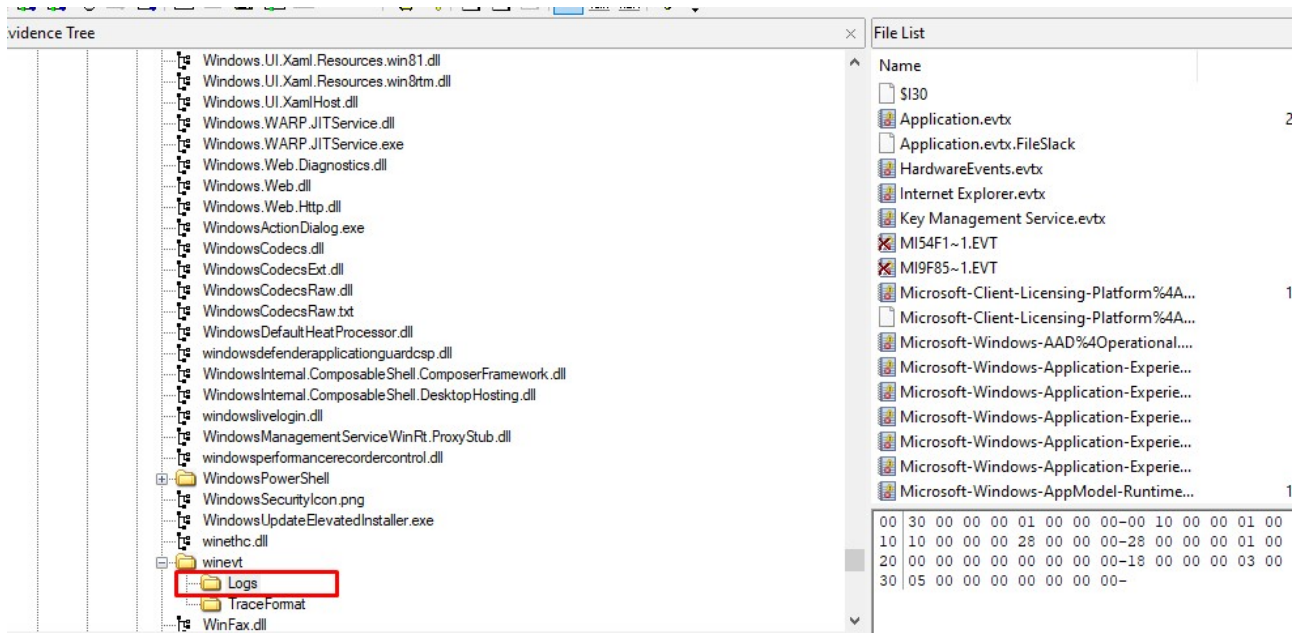 vidence Tree
Windows.UI.Xaml.Resources.win81.dll
Windows.UI.Xaml.Resources.win8rtm.dll
Windows.UI.XamlHost.dll
Windows.WARP.JITService.dll
Windows.WARP.JITService.exe
Windows.Web.Diagnostics.dll
Windows.Web.dll
Windows.Web.Http.dll
WindowsActionDialog.exe
WindowsCodecs.dll
WindowsCodecsExt.dll
WindowsCodecsRaw.dll
WindowsCodecsRaw.txt
WindowsDefaultHeatProcessor.dll
windowsdefenderapplicationguardcsp.dll
WindowsInternal.ComposableShell.ComposerFramework.dll
WindowsInternal.ComposableShell.DesktopHosting.dll
windowslivelogin.dll
WindowsManagementServiceWinRt.ProxyStub.dll
windowsperformancerecordercontrol.dll
WindowsPowerShell
WindowsSecurityIcon.png
WindowsUpdateElevatedInstaller.exe
winethc.dll
winevt
Logs
TraceFormat
WinFax.dll
File List
Name
$I30
Application.evtx 2
Application.evtx.FileSlack
HardwareEvents.evtx
Internet Explorer.evtx
Key Management Service.evtx
MI54F1~1.EVT
MI9F85~1.EVT
Microsoft-Client-Licensing-Platform%4A... 1
Microsoft-Client-Licensing-Platform%4A...
Microsoft-Windows-AAD%4Operational....
Microsoft-Windows-Application-Experie...
Microsoft-Windows-Application-Experie...
Microsoft-Windows-Application-Experie...
Microsoft-Windows-Application-Experie...
Microsoft-Windows-Application-Experie...
Microsoft-Windows-AppModel-Runtime... 1
00 30 00 00 00 01 00 00 00-00 10 00 00 01 00
10 10 00 00 00 28 00 00 00-28 00 00 00 01 00
20 00 00 00 00 00 00 00 00-18 00 00 00 03 00
30 05 00 00 00 00 00 00 00-